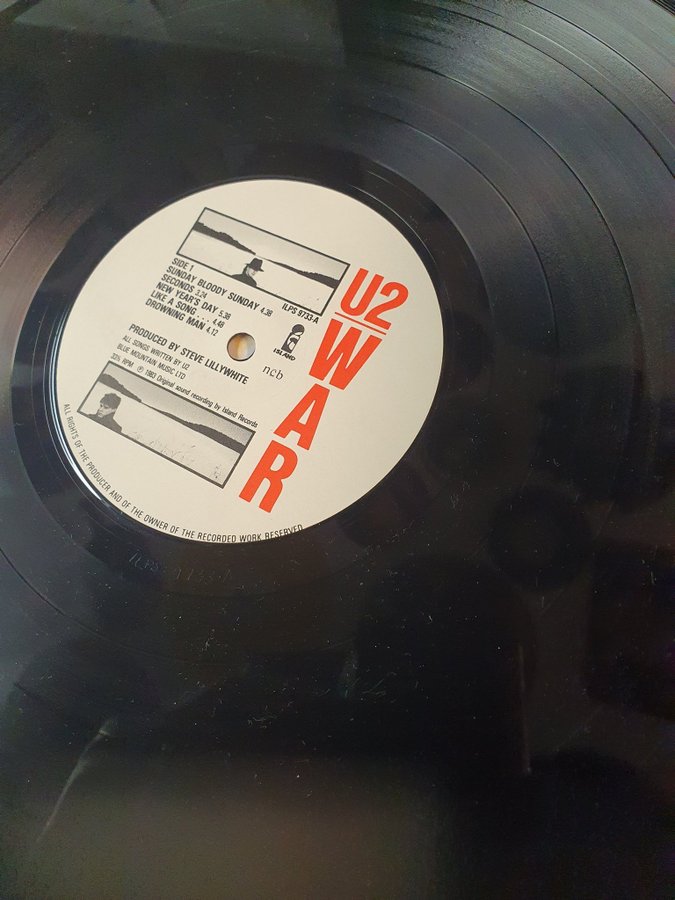 SIDE 1
SUNDAY BLOODY SUNDAY 4.38
SECONDS 3.24
NEW YEAR'S DAY 5.38
LIKE A SONG . . . 4.48
DROWNING MAN 4.12
ILPS 9733-A
U2
WAR
ISLAND
ncb
PRODUCED BY STEVE LILLYWHITE
ALL SONGS WRITTEN BY U2
BLUE MOUNTAIN MUSIC LTD
33⅓ RPM ℗ 1983 Original sound recording by Island Records
ALL RIGHTS OF THE PRODUCER AND OF THE OWNER OF THE RECORDED WORK RESERVED